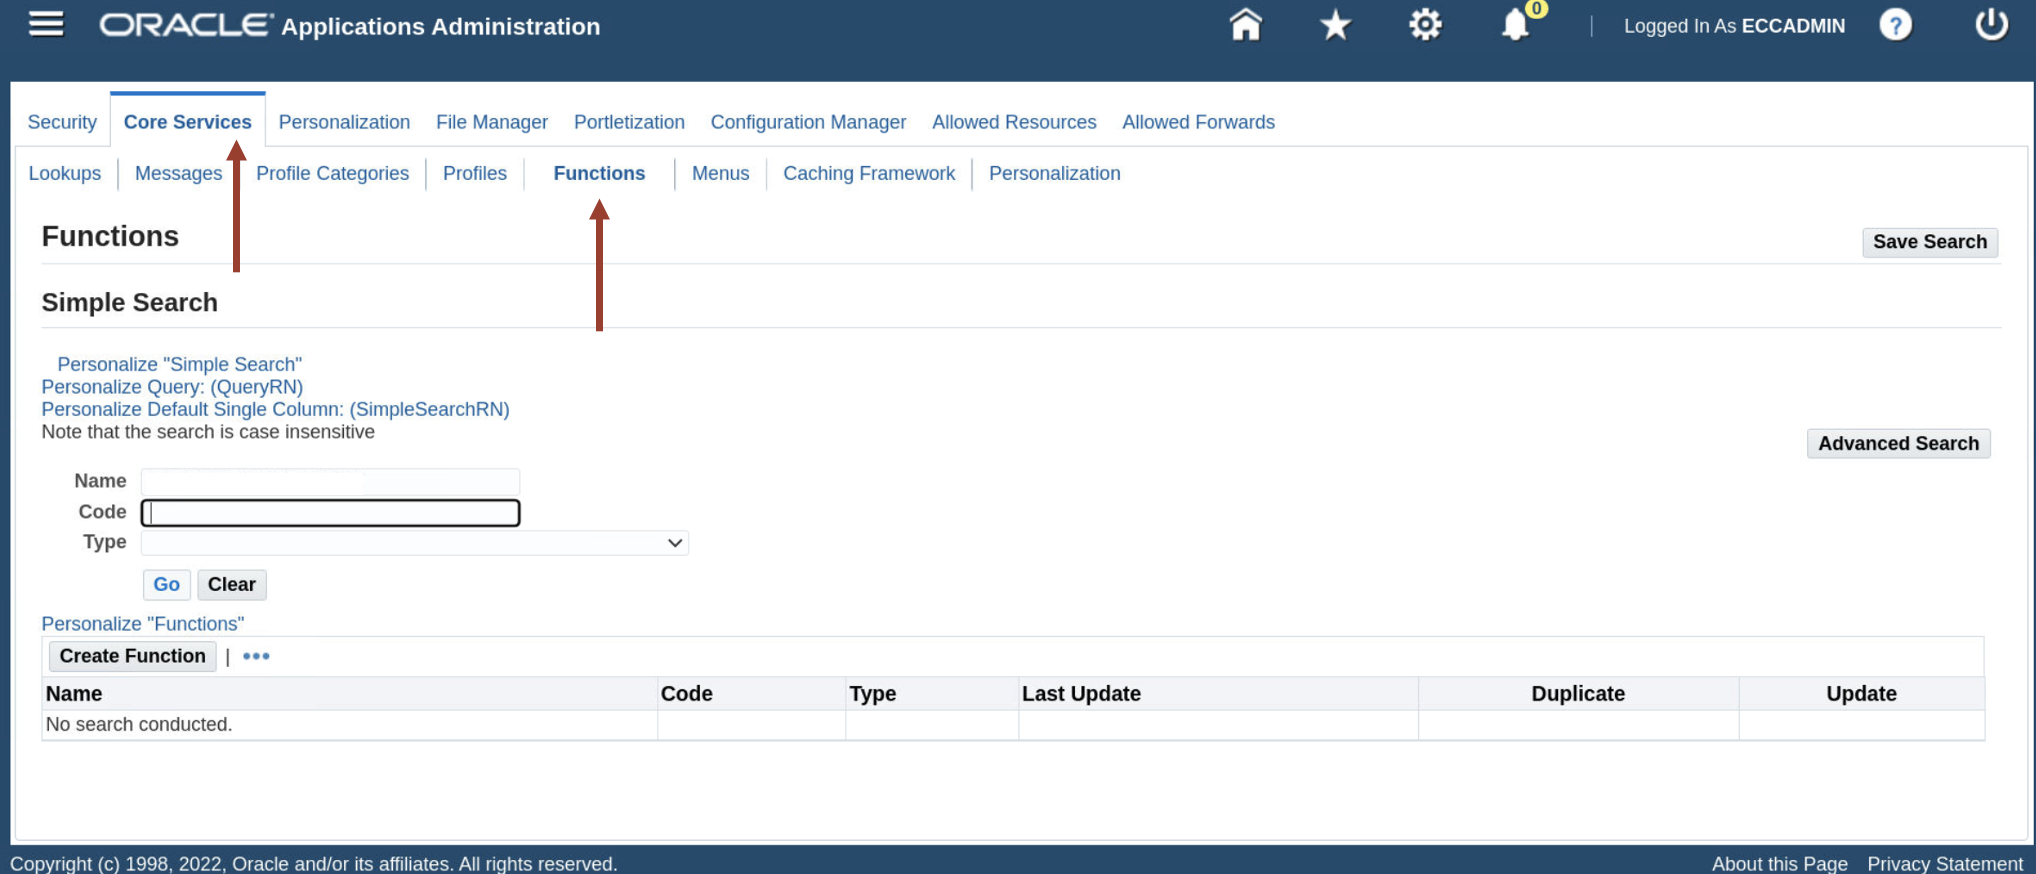 ORACLE Applications Administration 0 Logged In As ECCADMIN ?
Security Core Services Personalization File Manager Portletization Configuration Manager Allowed Resources Allowed Forwards
Lookups Messages Profile Categories Profiles Functions Menus Caching Framework Personalization
Functions
Save Search
Simple Search
Personalize "Simple Search"
Personalize Query: (QueryRN)
Personalize Default Single Column: (SimpleSearchRN)
Note that the search is case insensitive
Advanced Search
Name
Code
Type
Go Clear
Personalize "Functions"
Create Function | •••
Name Code Type Last Update Duplicate Update
No search conducted.
Copyright (c) 1998, 2022, Oracle and/or its affiliates. All rights reserved. About this Page Privacy Statement